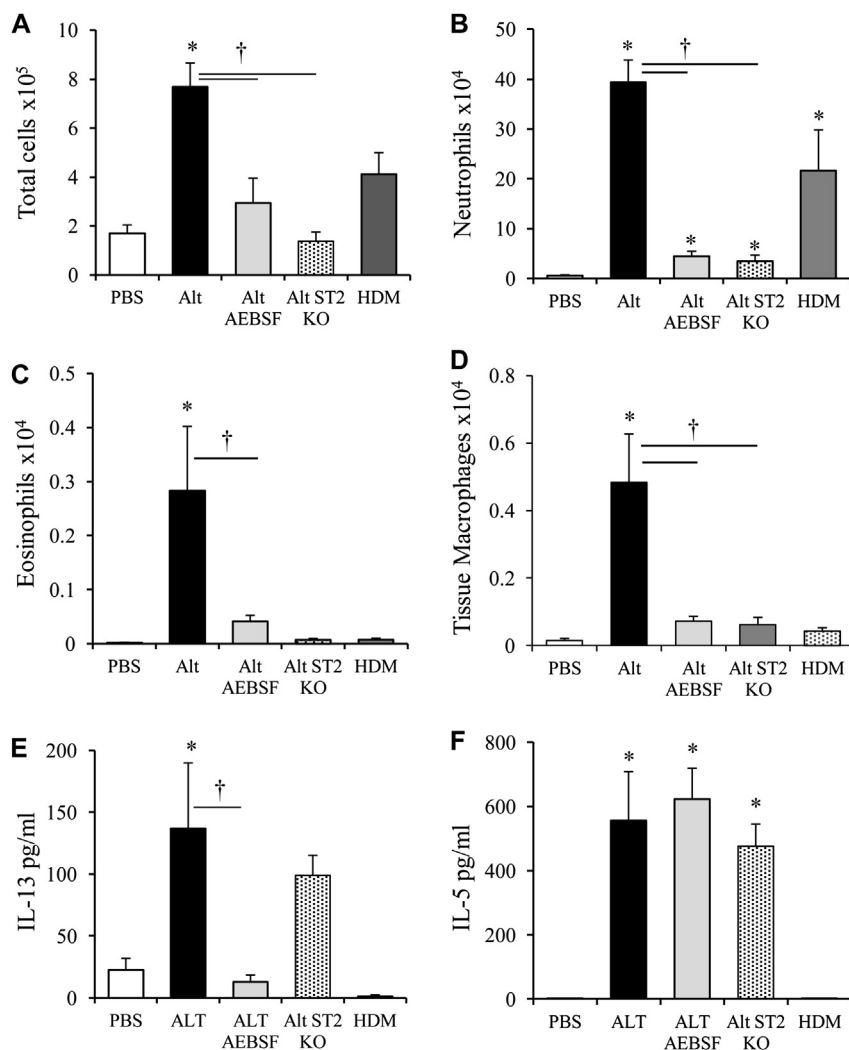 A
Total cells x10⁵
10
8
6
4
2
0
*
†
PBS
Alt
Alt
AEBSF
Alt ST2
KO
HDM
B
Neutrophils x10⁴
50
40
30
20
10
0
*
†
*
*
*
PBS
Alt
Alt
AEBSF
Alt ST2
KO
HDM
C
Eosinophils x10⁴
0.5
0.4
0.3
0.2
0.1
0
*
†
PBS
Alt
Alt
AEBSF
Alt ST2
KO
HDM
D
Tissue Macrophages x10⁴
0.8
0.6
0.4
0.2
0
*
†
PBS
Alt
Alt
AEBSF
Alt ST2
KO
HDM
E
IL-13 pg/ml
200
150
100
50
0
*
†
PBS
ALT
ALT
AEBSF
Alt ST2
KO
HDM
F
IL-5 pg/ml
800
600
400
200
0
*
*
*
PBS
ALT
ALT
AEBSF
Alt ST2
KO
HDM